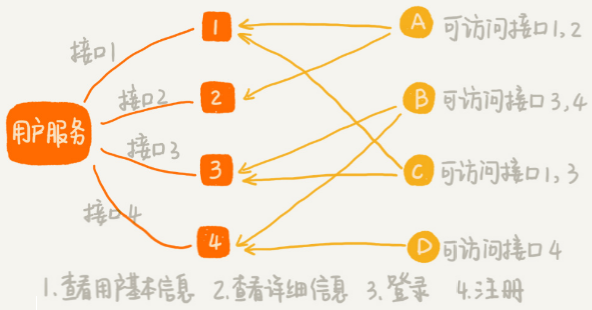 接口1
1
A 可访问接口1,2
接口2
2
用户服务
B 可访问接口3,4
接口3
3
C 可访问接口1,3
接口4
4
D 可访问接口4
1.查看用户基本信息 2.查看详细信息 3.登录 4.注册